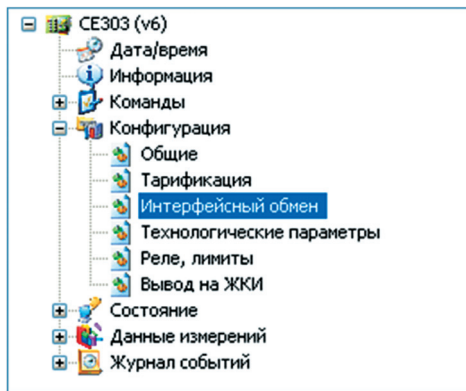 CE303 (v6)
Дата/время
Информация
Команды
Конфигурация
Общие
Тарификация
Интерфейсный обмен
Технологические параметры
Реле, лимиты
Вывод на ЖКИ
Состояние
Данные измерений
Журнал событий